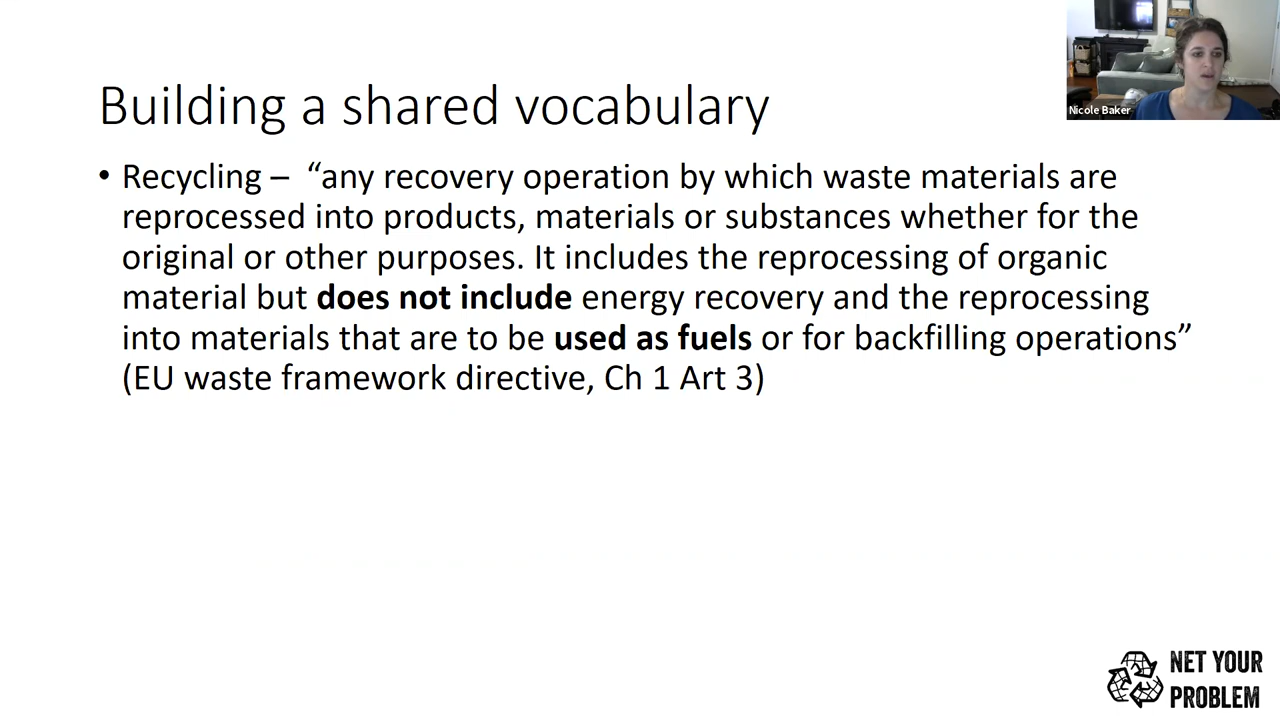 Nicole Baker
Building a shared vocabulary
• Recycling – “any recovery operation by which waste materials are
reprocessed into products, materials or substances whether for the
original or other purposes. It includes the reprocessing of organic
material but does not include energy recovery and the reprocessing
into materials that are to be used as fuels or for backfilling operations”
(EU waste framework directive, Ch 1 Art 3)
NET YOUR
PROBLEM